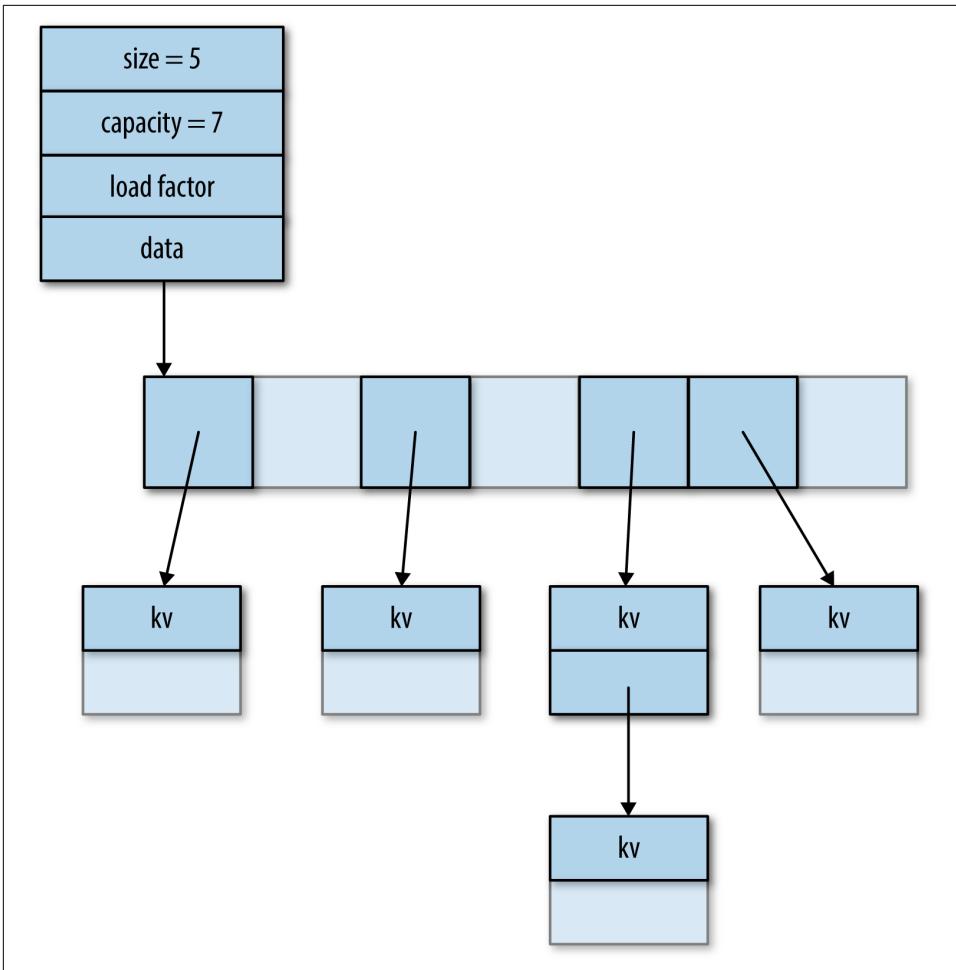 size = 5
capacity = 7
load factor
data
kv
kv
kv
kv
kv